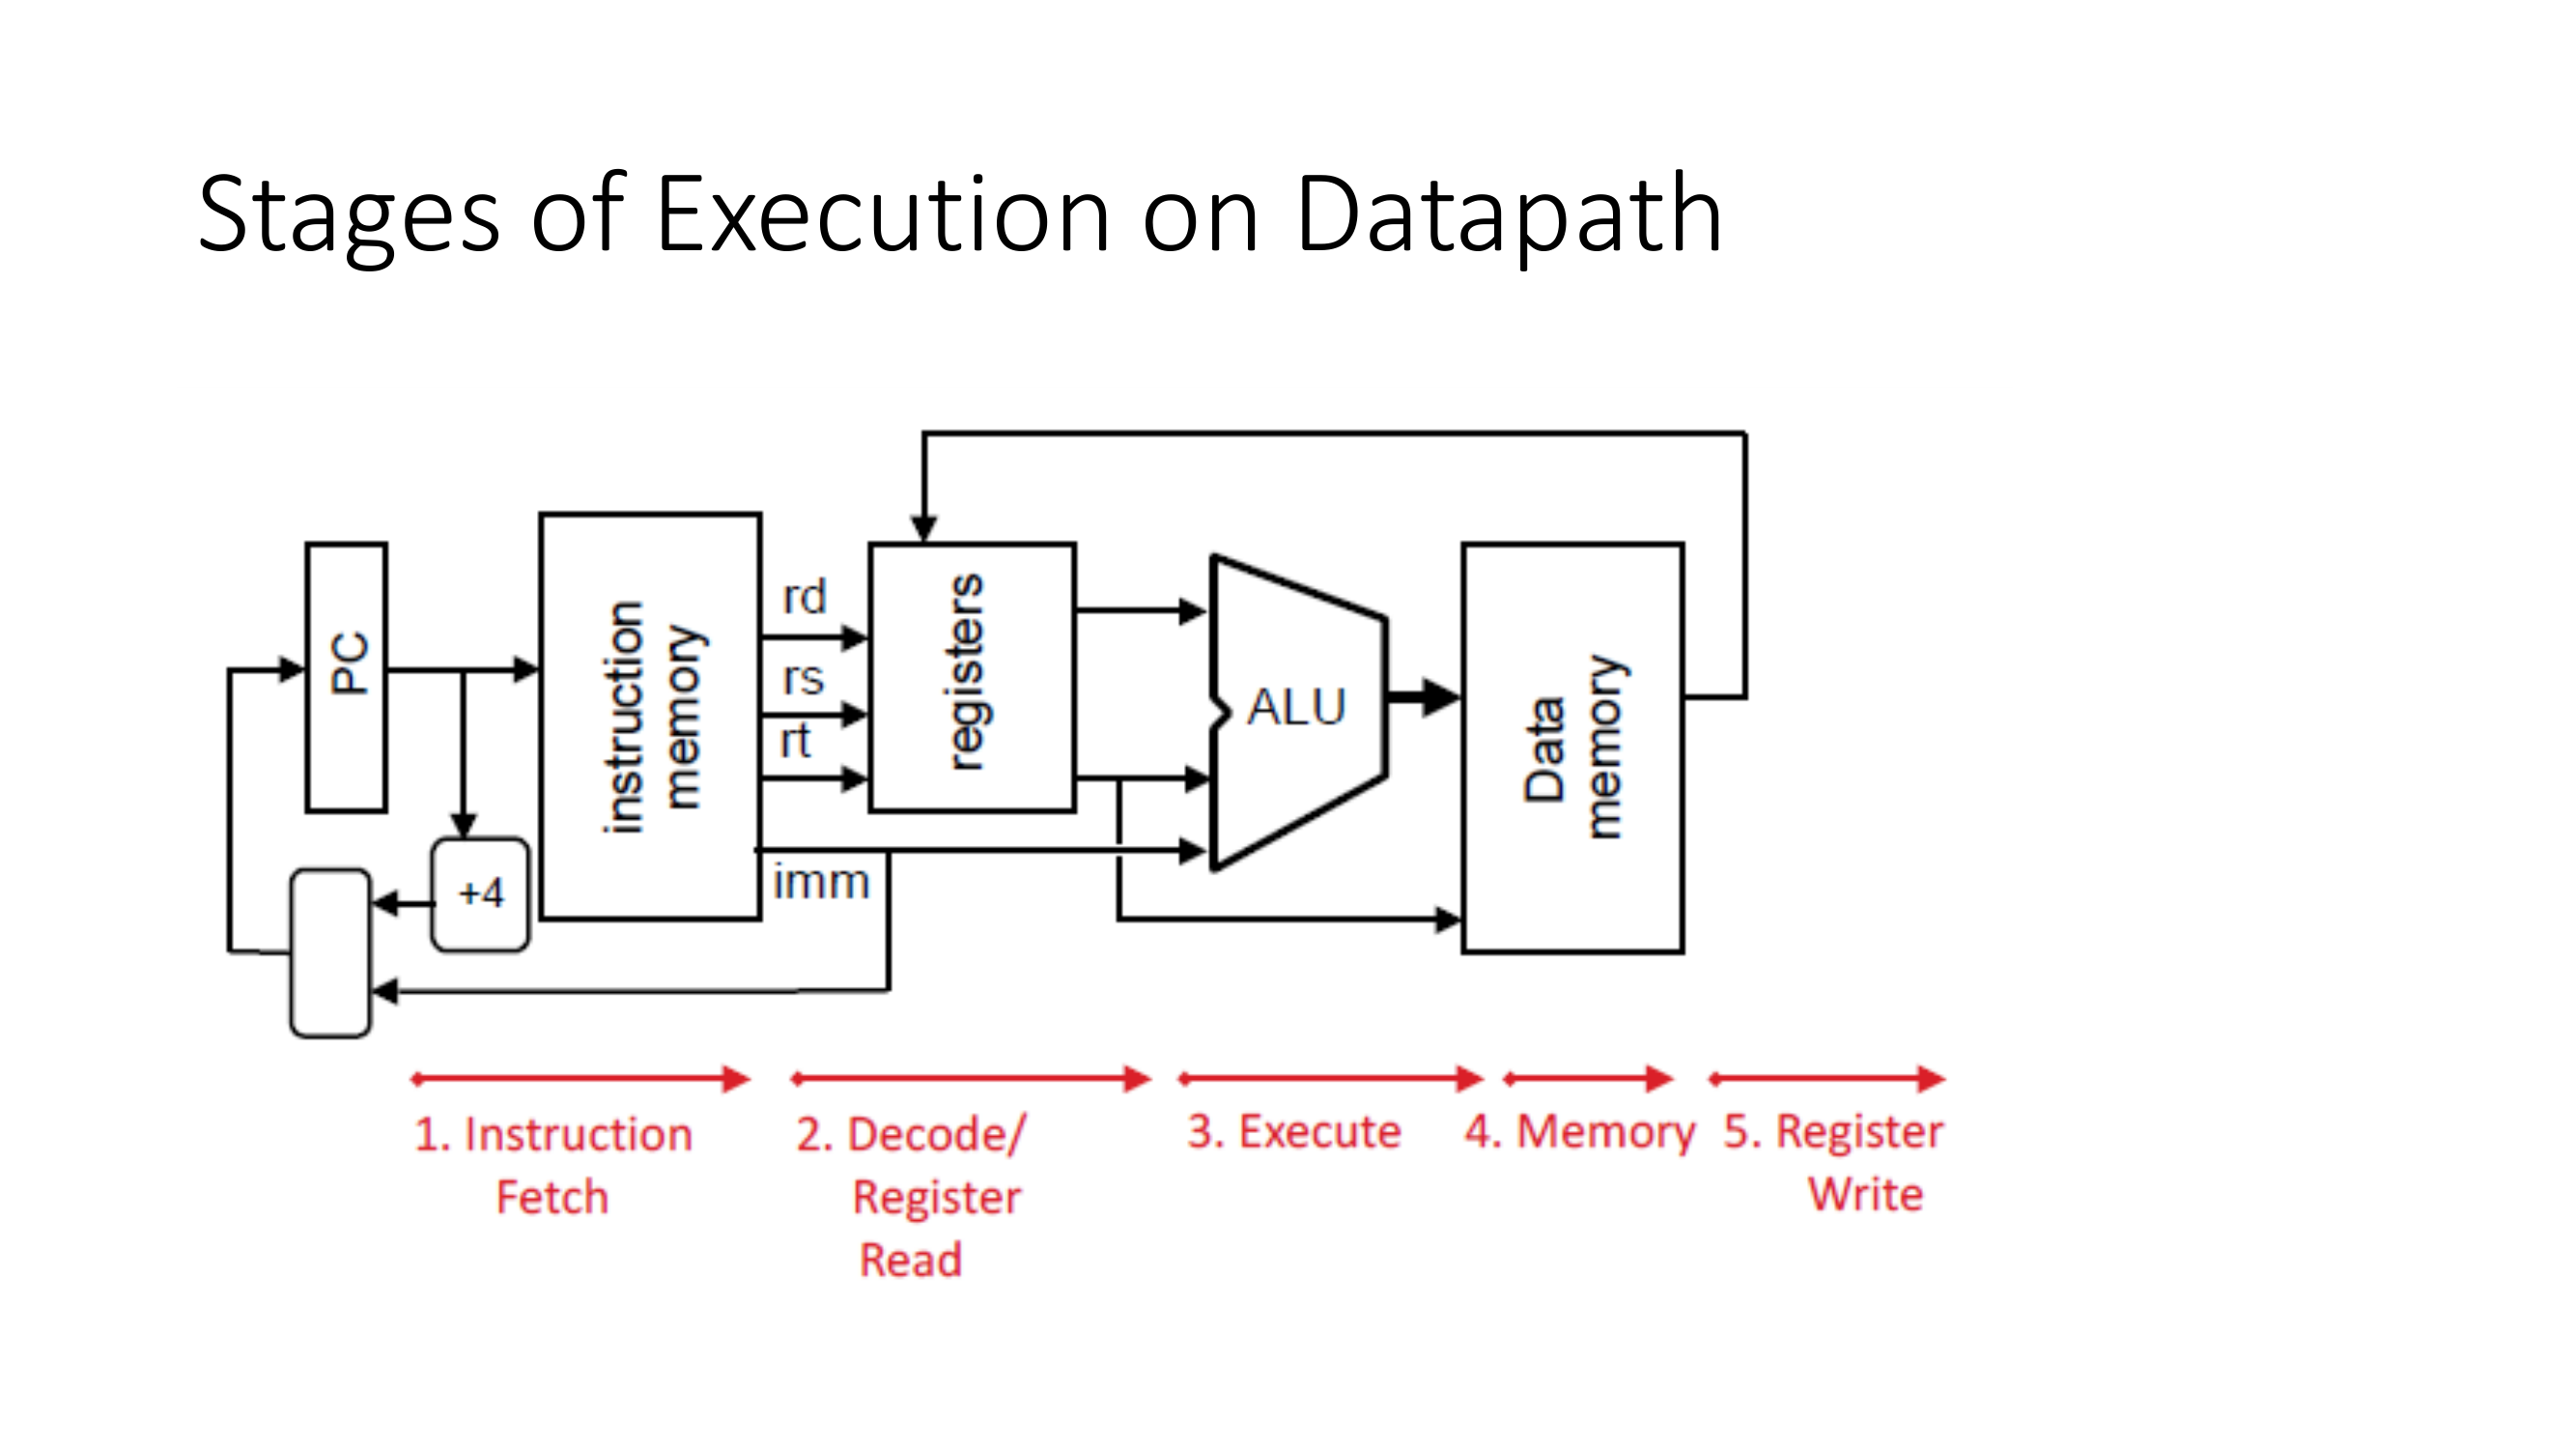 Stages of Execution on Datapath
PC
instruction
memory
rd
rs
rt
imm
registers
ALU
Data
memory
+4
1. Instruction
Fetch
2. Decode/
Register
Read
3. Execute
4. Memory
5. Register
Write